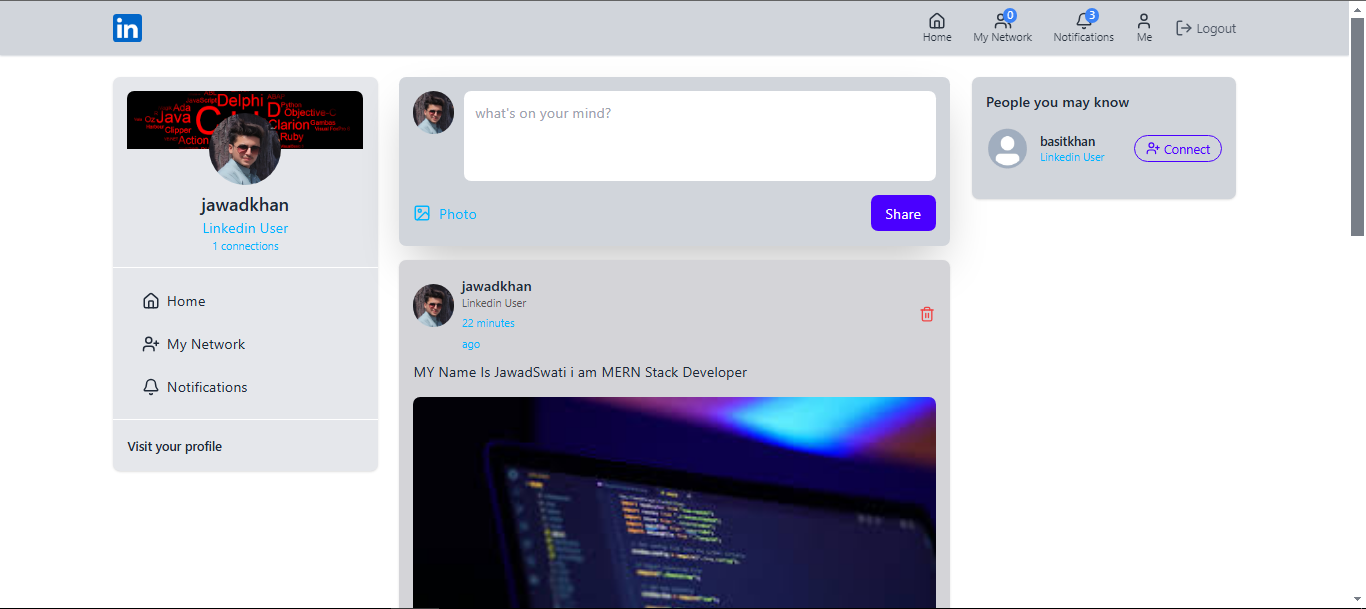 in
0
3
Home
My Network
Notifications
Me
Logout
Delphi
Java
Ada
Python
Objective-C
Clarion
Clipper
Action
Ruby
jawadkhan
Linkedin User
1 connections
Home
My Network
Notifications
Visit your profile
what's on your mind?
Photo
Share
jawadkhan
Linkedin User
22 minutes
ago
MY Name Is JawadSwati i am MERN Stack Developer
People you may know
basitkhan
Linkedin User
Connect